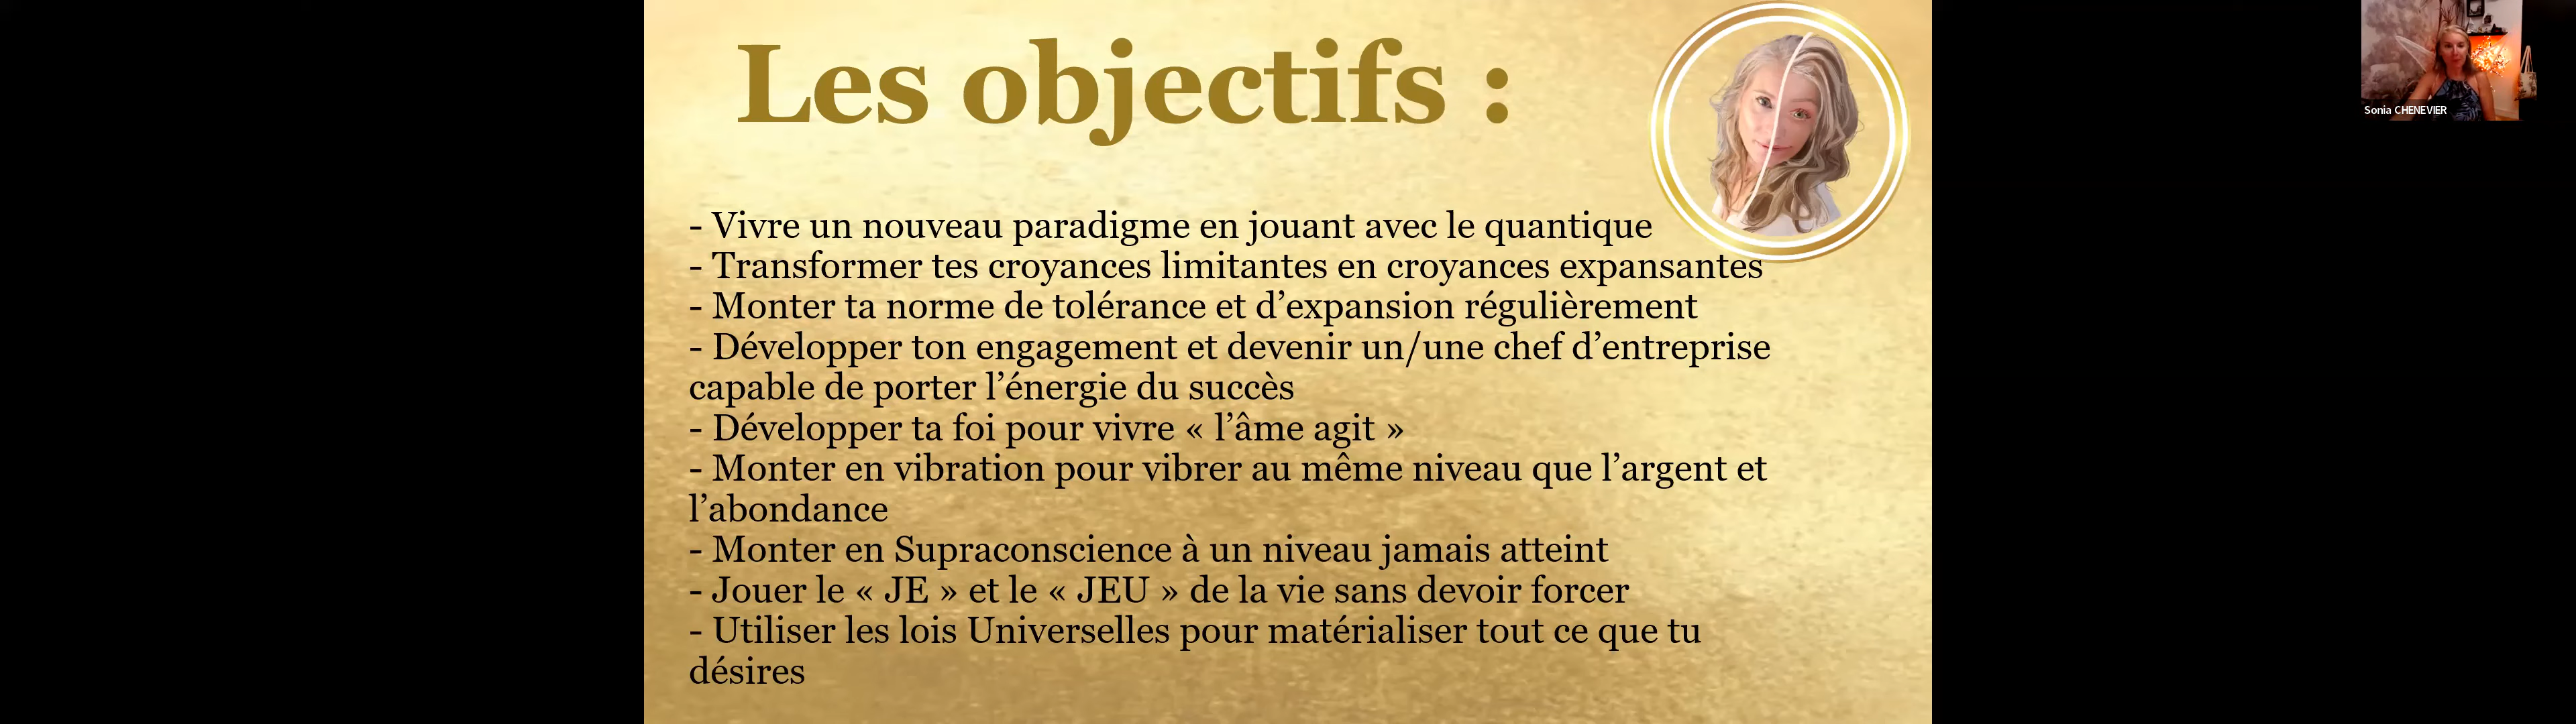 Les objectifs :
- Vivre un nouveau paradigme en jouant avec le quantique
- Transformer tes croyances limitantes en croyances expansantes
- Monter ta norme de tolérance et d’expansion régulièrement
- Développer ton engagement et devenir un/une chef d’entreprise
capable de porter l’énergie du succès
- Développer ta foi pour vivre « l’âme agit »
- Monter en vibration pour vibrer au même niveau que l’argent et
l’abondance
- Monter en Supraconscience à un niveau jamais atteint
- Jouer le « JE » et le « JEU » de la vie sans devoir forcer
- Utiliser les lois Universelles pour matérialiser tout ce que tu
désires
Sonia CHENEVIER